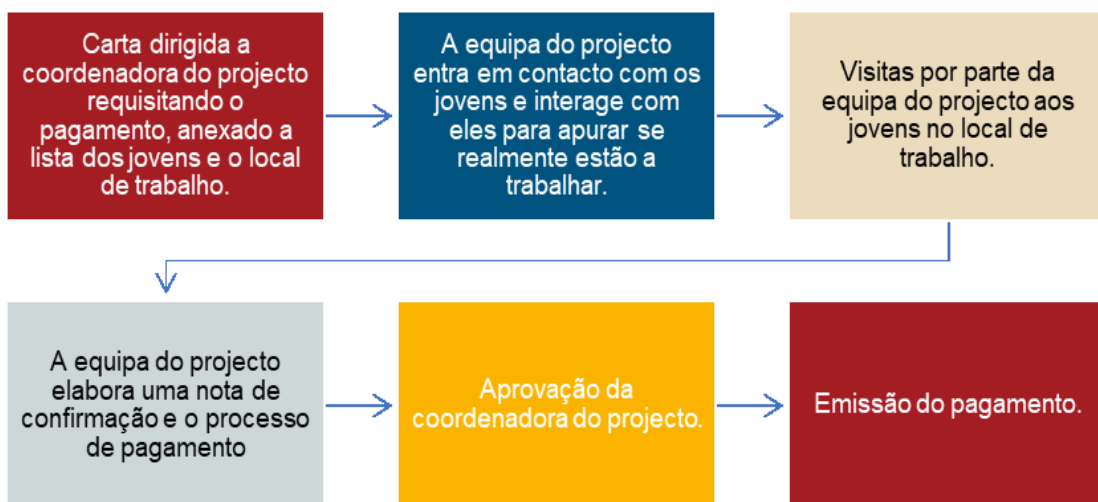 Carta dirigida a
coordenadora do projecto
requisitando o
pagamento, anexado a
lista dos jovens e o local
de trabalho.
A equipa do projecto
entra em contacto com os
jovens e interage com
eles para apurar se
realmente estão a
trabalhar.
Visitas por parte da
equipa do projecto aos
jovens no local de
trabalho.
A equipa do projecto
elabora uma nota de
confirmação e o processo
de pagamento
Aprovação da
coordenadora do projecto.
Emissão do pagamento.